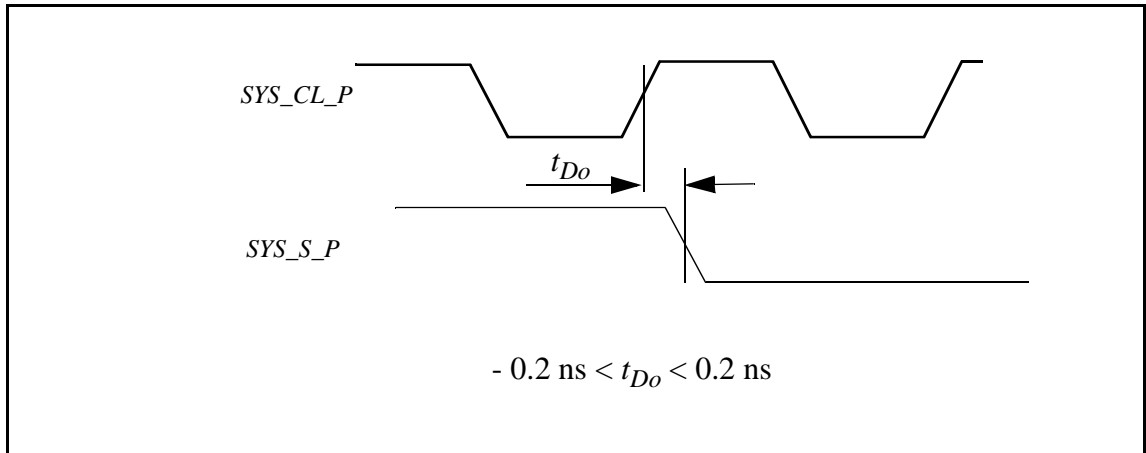 SYS_CL_P
t_Do
SYS_S_P
- 0.2 ns < t_Do < 0.2 ns